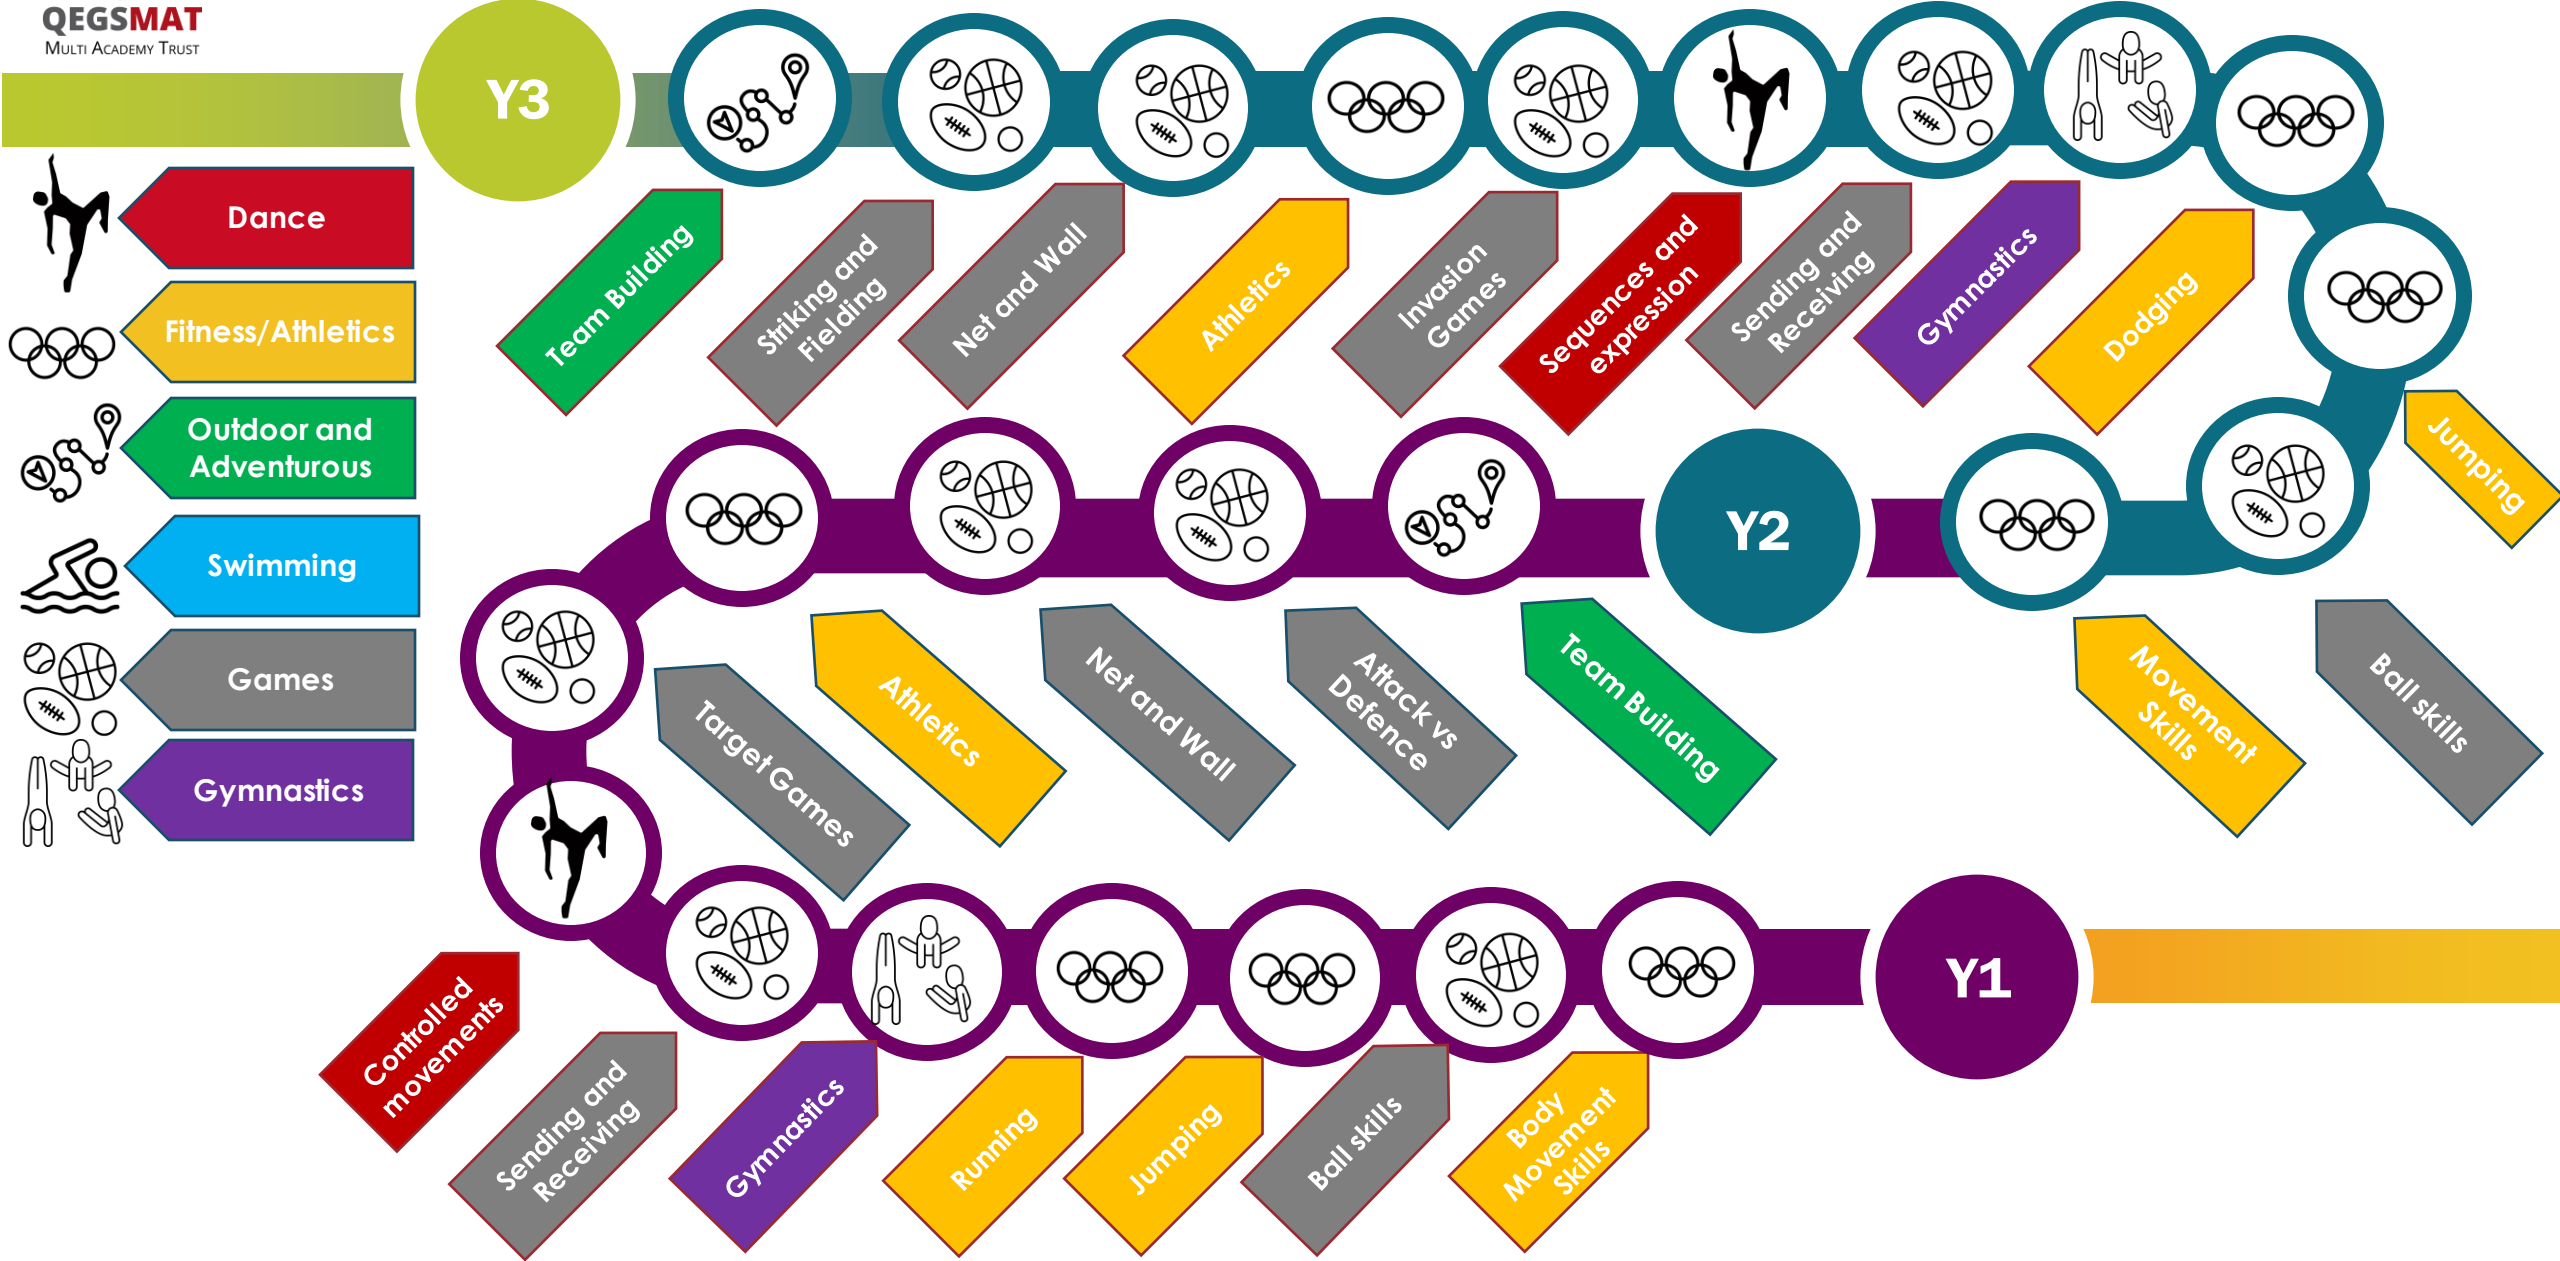 QEGSMAT
MULTI ACADEMY TRUST
Y3
Dance
Fitness/Athletics
Outdoor and
Adventurous
Swimming
Games
Gymnastics
Team Building
Striking and
Fielding
Net and Wall
Athletics
Invasion
Games
Sequences and
expression
Sending and
Receiving
Gymnastics
Dodging
Jumping
Y2
Target Games
Athletics
Net and Wall
Attack vs
Defence
Team Building
Movement
Skills
Ball skills
Y1
Controlled
movements
Sending and
Receiving
Gymnastics
Running
Jumping
Ball skills
Body
Movement
Skills